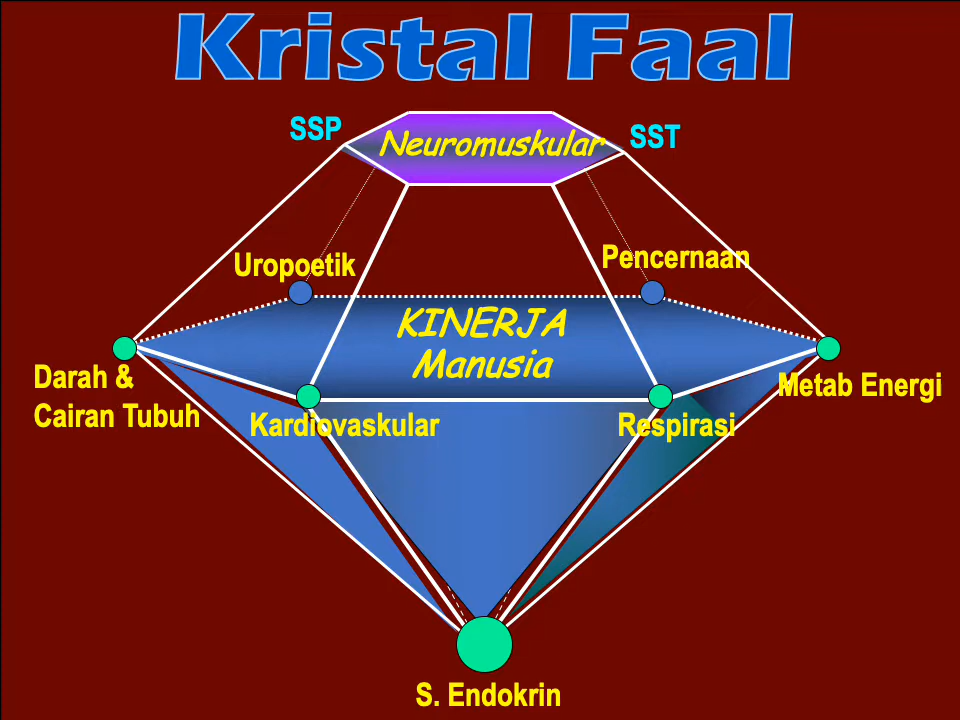 Kristal Faal
SSP
Neuromuskular
SST
Uropoetik
Pencernaan
KINERJA
Manusia
Darah &
Cairan Tubuh
Metab Energi
Kardiovaskular
Respirasi
S. Endokrin